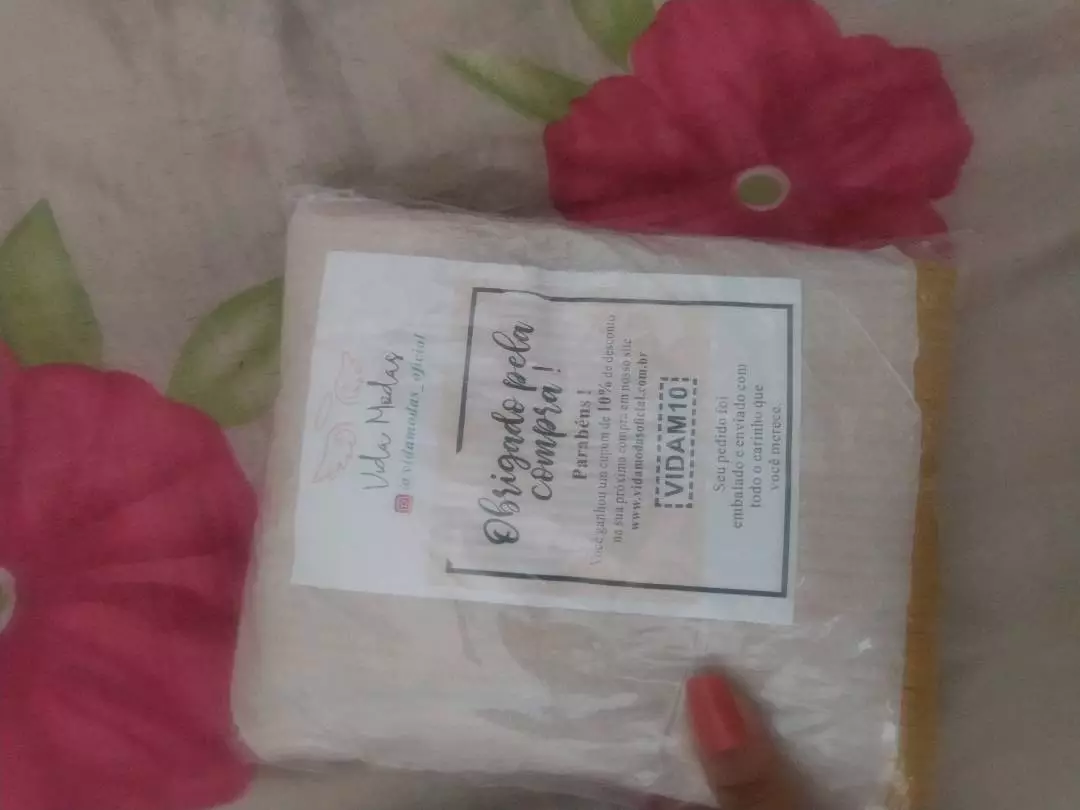 Vida Modas
@vidamodas_oficial
Obrigado pela
compra!
Parabéns!
Você ganhou um cupom de 10% de desconto
na sua próxima compra em nosso site
www.vidamodasoficial.com.br
VIDAM10
Seu pedido foi
embalado e enviado com
todo o carinho que
você merece.